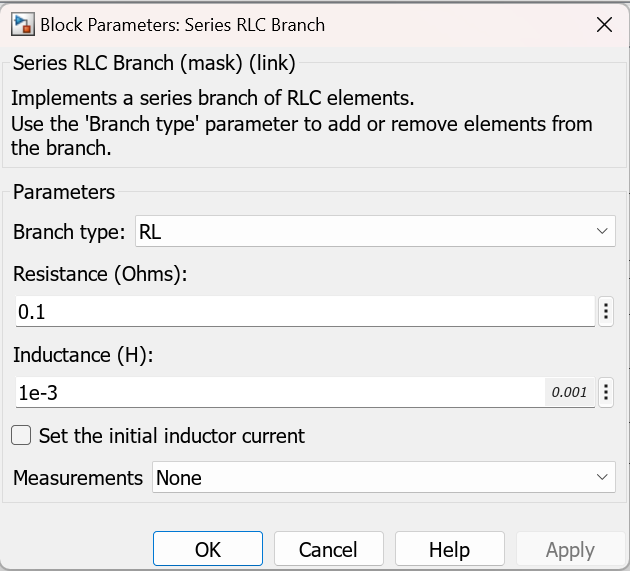 Block Parameters: Series RLC Branch
Series RLC Branch (mask) (link)
Implements a series branch of RLC elements.
Use the 'Branch type' parameter to add or remove elements from
the branch.
Parameters
Branch type: RL
Resistance (Ohms):
0.1
Inductance (H):
1e-3 0.001
Set the initial inductor current
Measurements None
OK Cancel Help Apply